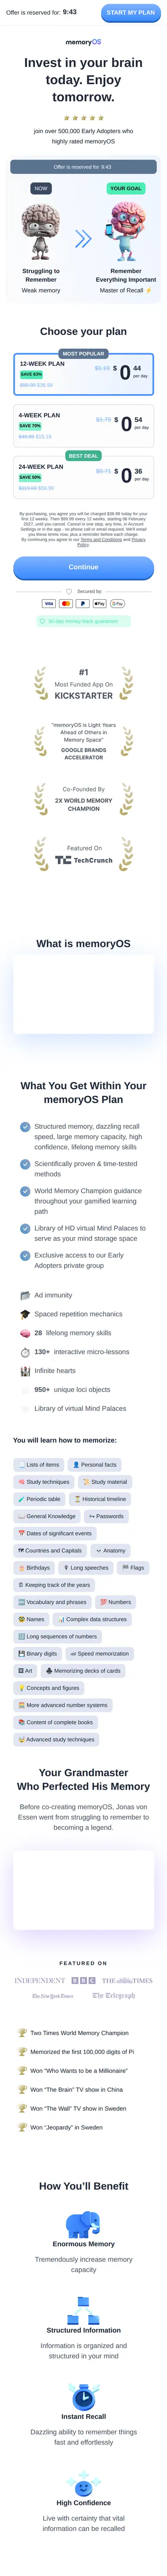 Offer is reserved for: 9:43
START MY PLAN
memoryOS
Invest in your brain
today. Enjoy
tomorrow.
join over 500,000 Early Adopters who
highly rated memoryOS
Offer is reserved for 9:43
NOW
YOUR GOAL
Struggling to
Remember
Weak memory
Remember
Everything Important
Master of Recall ⚡
Choose your plan
MOST POPULAR
12-WEEK PLAN
SAVE 63%
$1.19 $ 0 44
per day
4-WEEK PLAN
SAVE 70%
$1.79 $ 0 54
per day
REST DEAL
24-WEEK PLAN
SAVE 50%
$0.71 $ 0 36
per day
Continue
Secured by:
VISA
Pay
G Pay
30-day money-back guarantee
#1
Most Funded App On
KICKSTARTER
"memoryOS is Light Years
Ahead of Others in
Memory Space"
GOOGLE BRANDS
ACCELERATOR
Co-Founded By
2X WORLD MEMORY
CHAMPION
Featured On
TechCrunch
What is memoryOS
What You Get Within Your
memoryOS Plan
Structured memory, dazzling recall
speed, large memory capacity, high
confidence, lifelong memory skills
Scientifically proven & time-tested
methods
World Memory Champion guidance
throughout your gamified learning
path
Library of HD virtual Mind Palaces to
serve as your mind storage space
Exclusive access to our Early
Adopters private group
Ad immunity
Spaced repetition mechanics
28 lifelong memory skills
130+ interactive micro-lessons
Infinite hearts
950+ unique loci objects
Library of virtual Mind Palaces
You will learn how to memorize:
Lists of items
Personal facts
Study techniques
Study material
Periodic table
Historical timeline
General Knowledge
Passwords
Dates of significant events
Countries and Capitals
Anatomy
Birthdays
Long speeches
Flags
Keeping track of the years
Vocabulary and phrases
Numbers
Names
Complex data structures
Long sequences of numbers
Binary digits
Speed memorization
Art
Memorizing decks of cards
Concepts and figures
More advanced number systems
Content of complete books
Advanced study techniques
Your Grandmaster
Who Perfected His Memory
Before co-creating memoryOS, Jonas von
Essen went from struggling to remember to
becoming a legend.
FEATURED ON
INDEPENDENT
BBC
THE TIMES
The New York Times
The Telegraph
Two Times World Memory Champion
Memorized the first 100,000 digits of Pi
Won "Who Wants to be a Millionaire"
Won "The Brain" TV show in China
Won "The Wall" TV show in Sweden
Won "Jeopardy" in Sweden
How You'll Benefit
Enormous Memory
Tremendously increase memory
capacity
Structured Information
Information is organized and
structured in your mind
Instant Recall
Dazzling ability to remember things
fast and effortlessly
High Confidence
Live with certainty that vital
information can be recalled